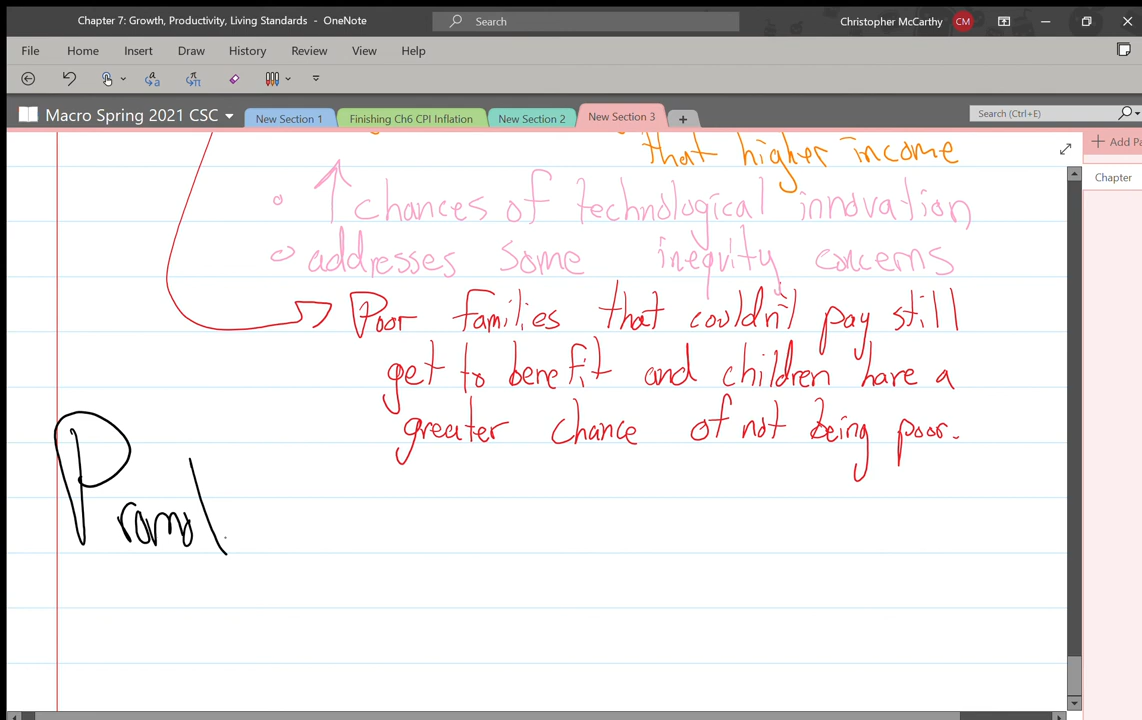 Chapter 7: Growth, Productivity, Living Standards - OneNote
Search
Christopher McCarthy CM
File Home Insert Draw History Review View Help
Macro Spring 2021 CSC
New Section 1
Finishing Ch6 CPI Inflation
New Section 2
New Section 3
Search (Ctrl+E)
Add Pa
Chapter
that higher income
↑ chances of technological innovation
addresses some inequity concerns
Poor families that couldn't pay still
get to benefit and children have a
greater chance of not being poor.